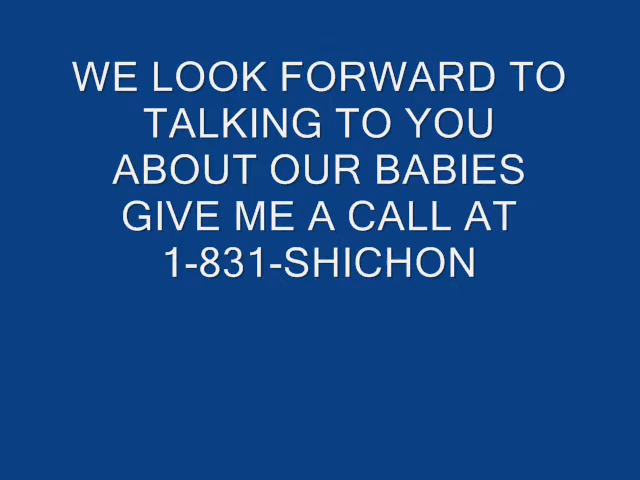 WE LOOK FORWARD TO
TALKING TO YOU
ABOUT OUR BABIES
GIVE ME A CALL AT
1-831-SHICHON